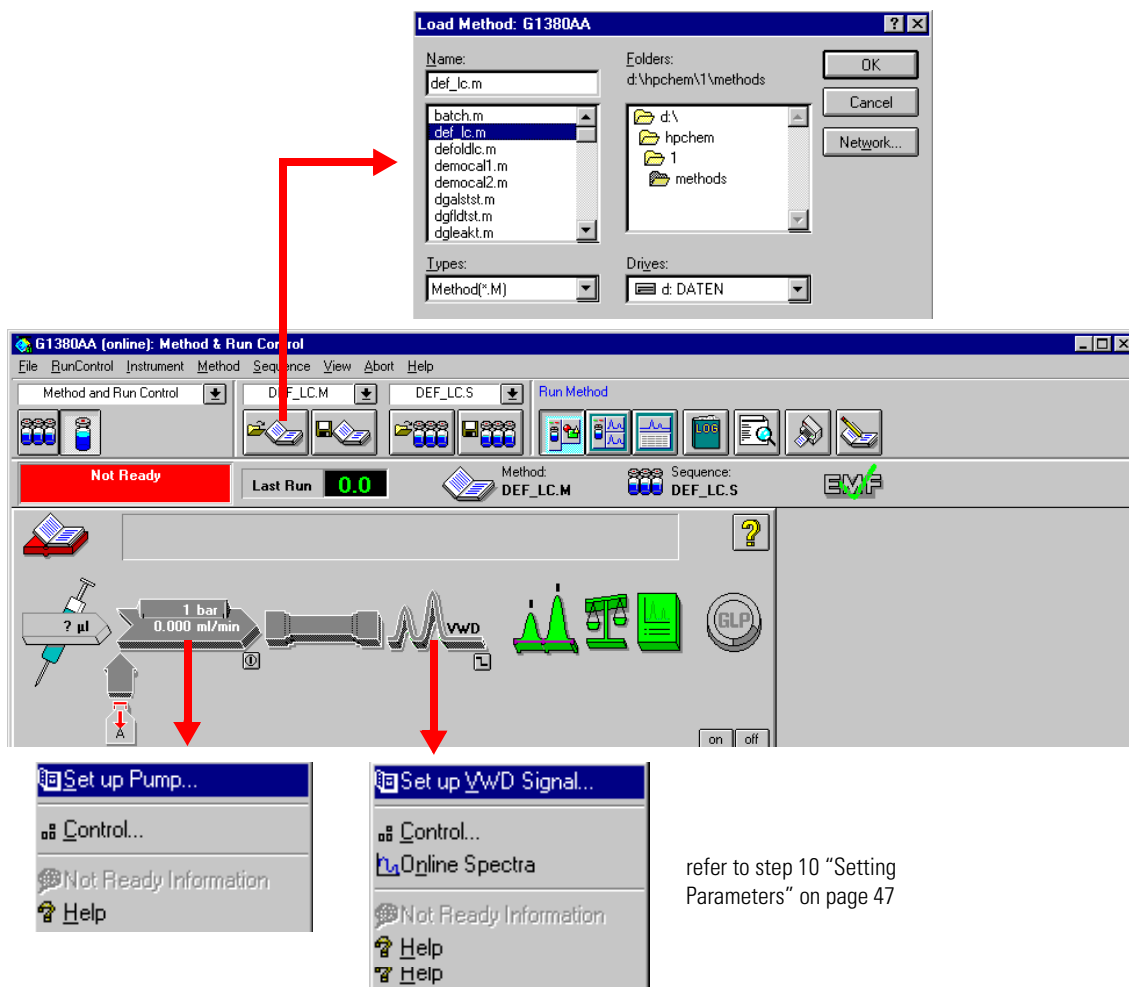 Load Method: G1380AA
Name:
def_lc.m
batch.m
def_lc.m
defoldlc.m
democal1.m
democal2.m
dgalstst.m
dgfldtst.m
dgleakt.m
Types:
Method(*.M)
Folders:
d:\hpchem\1\methods
d:\
hpchem
1
methods
Drives:
d: DATEN
OK
Cancel
Network...
G1380AA (online): Method & Run Control
File RunControl Instrument Method Sequence View Abort Help
Method and Run Control DEF_LC.M DEF_LC.S Run Method
LOG
Not Ready
Last Run 0.0
Method:
DEF_LC.M
Sequence:
DEF_LC.S
EMF
? µl
1 bar
0.000 ml/min
VWD
GLP
A
on off
Set up Pump...
Control...
Not Ready Information
Help
Set up VWD Signal...
Control...
Online Spectra
Not Ready Information
Help
Help
refer to step 10 “Setting
Parameters” on page 47